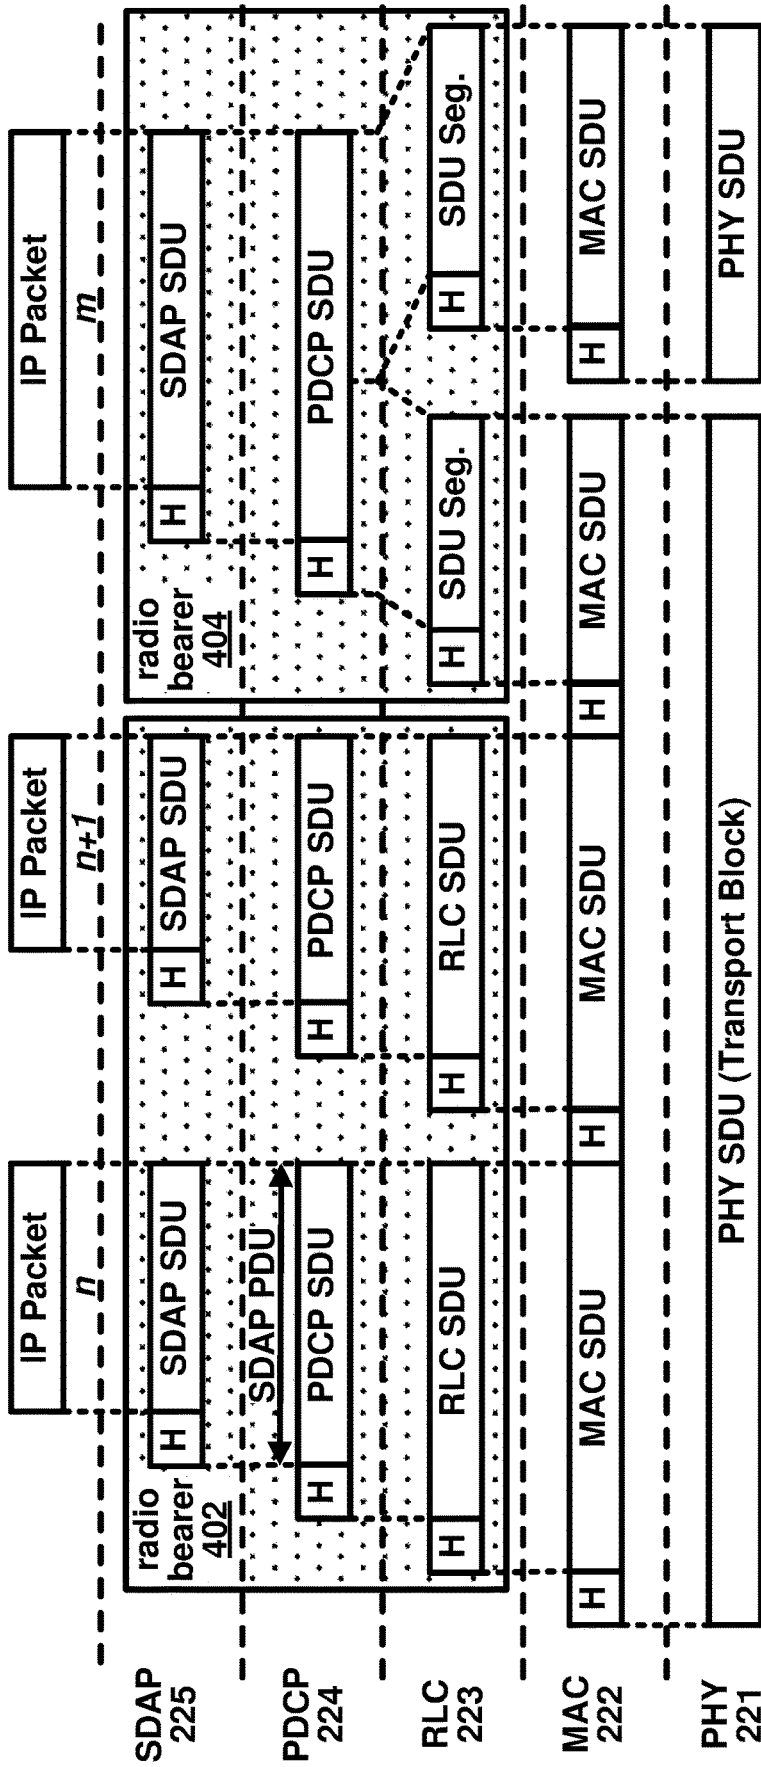 IP Packet
IP Packet
IP Packet
n
n+1
m
SDAP
225
radio
bearer
402
H
SDAP SDU
H
SDAP SDU
radio
bearer
404
H
SDAP SDU
SDAP PDU
PDCP
224
H
PDCP SDU
H
PDCP SDU
H
PDCP SDU
RLC
223
H
RLC SDU
H
RLC SDU
H
SDU Seg.
H
SDU Seg.
MAC
222
H
MAC SDU
H
MAC SDU
H
MAC SDU
H
MAC SDU
PHY
221
PHY SDU (Transport Block)
PHY SDU